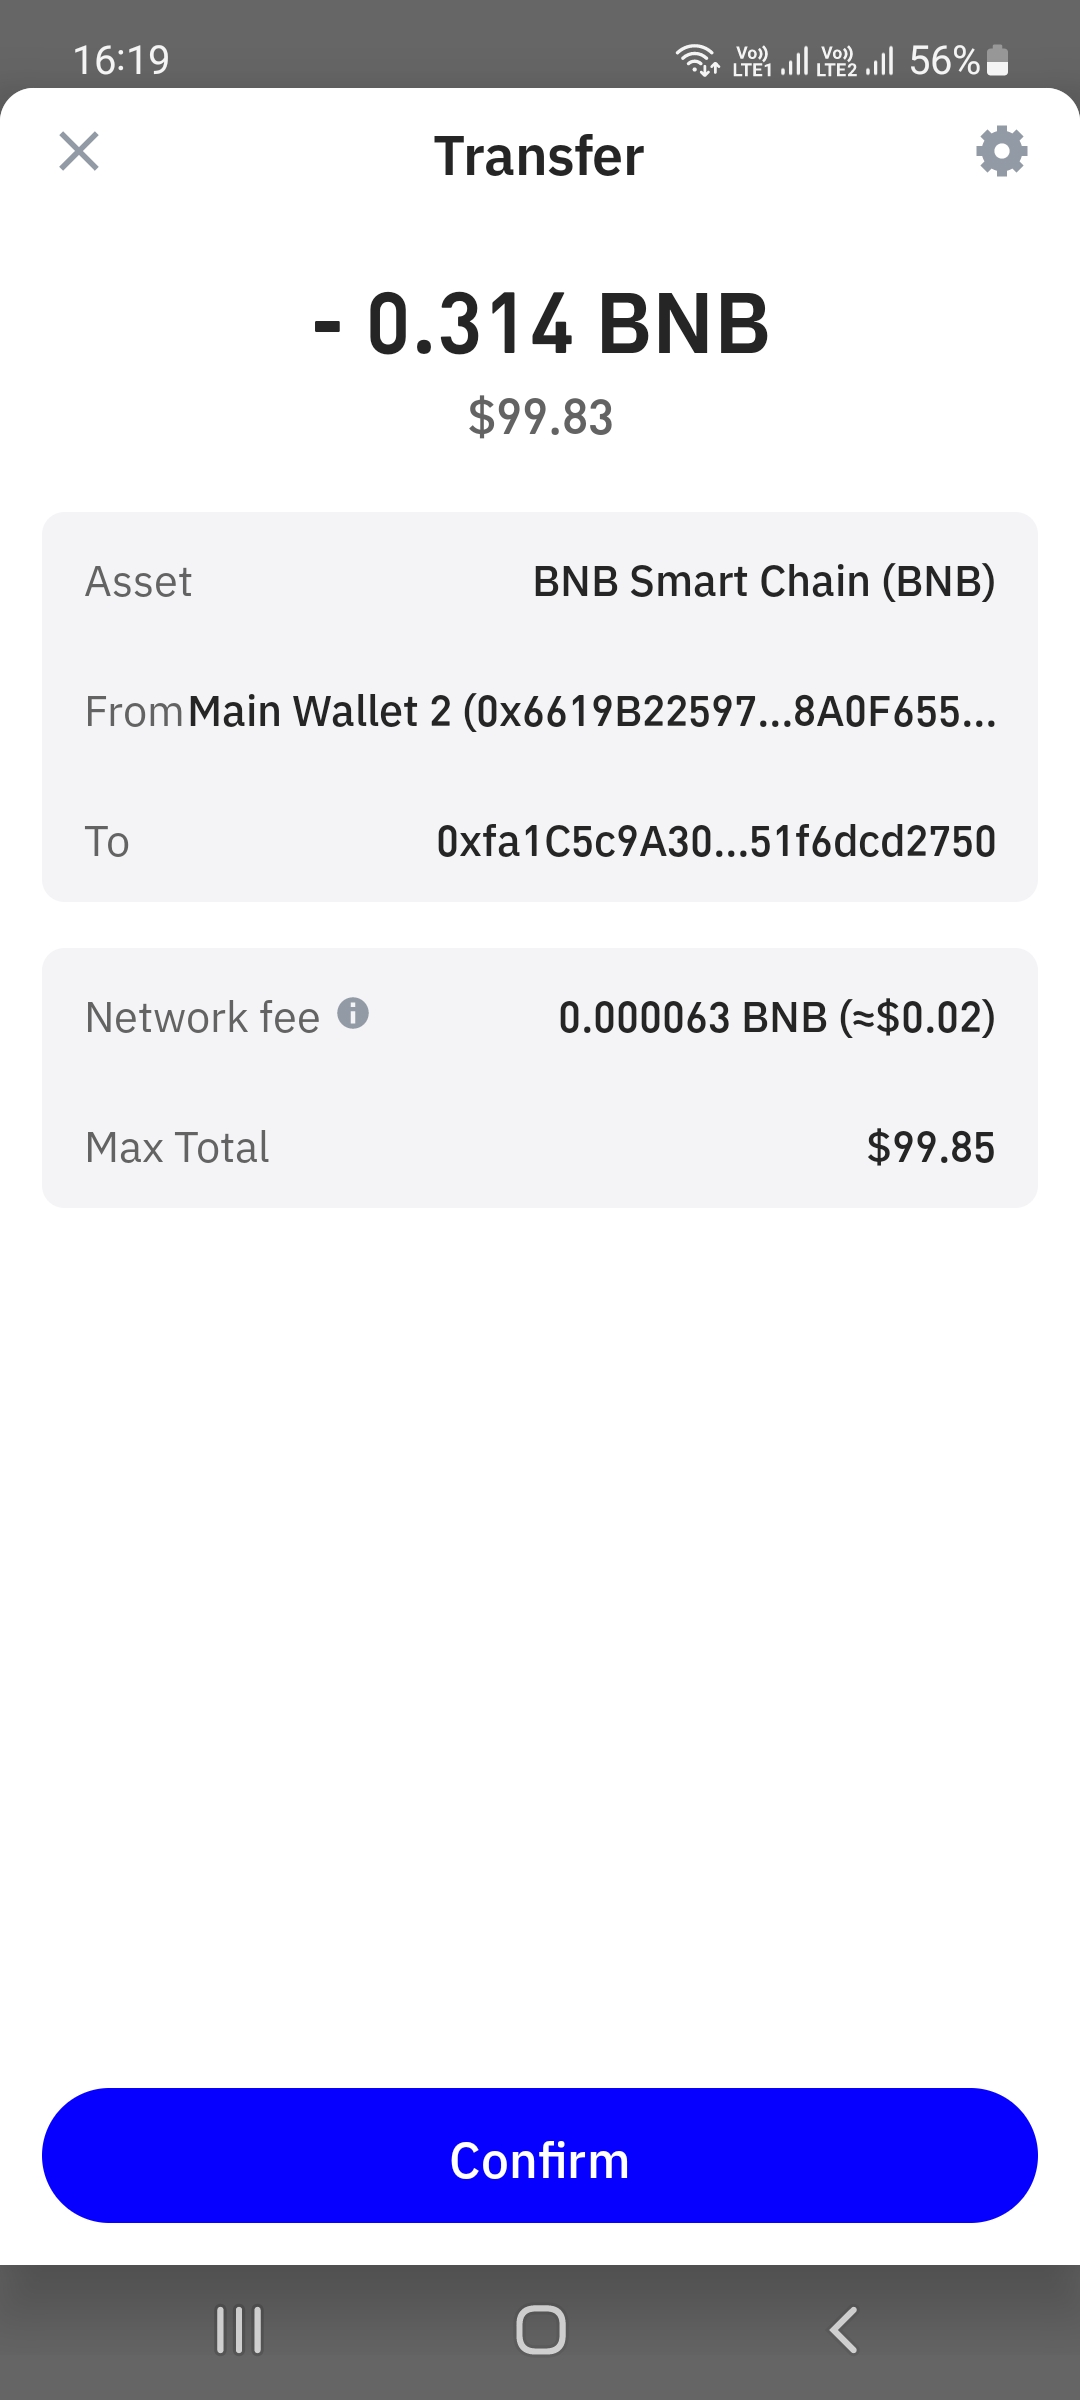 16:19 Vo)) LTE1 Vo)) LTE2 56%
Transfer
- 0.314 BNB
$99.83
Asset BNB Smart Chain (BNB)
From Main Wallet 2 (0x6619B22597...8A0F655...
To 0xfa1C5c9A30...51f6dcd2750
Network fee 0.000063 BNB (≈$0.02)
Max Total $99.85
Confirm